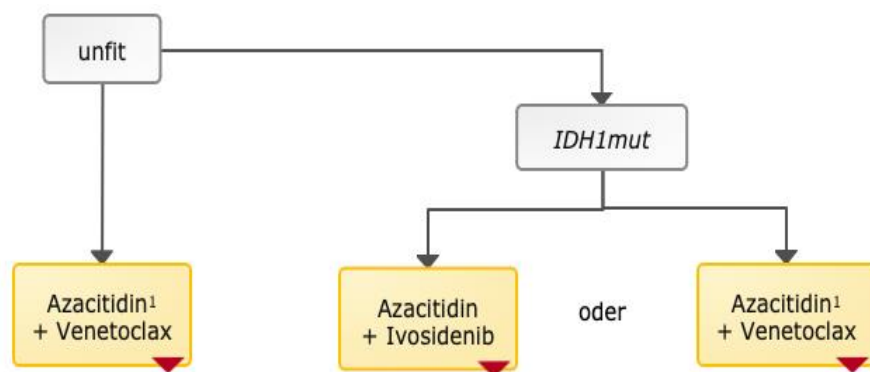 unfit
IDH1mut
Azacitidin¹
+ Venetoclax
Azacitidin
+ Ivosidenib
oder
Azacitidin¹
+ Venetoclax